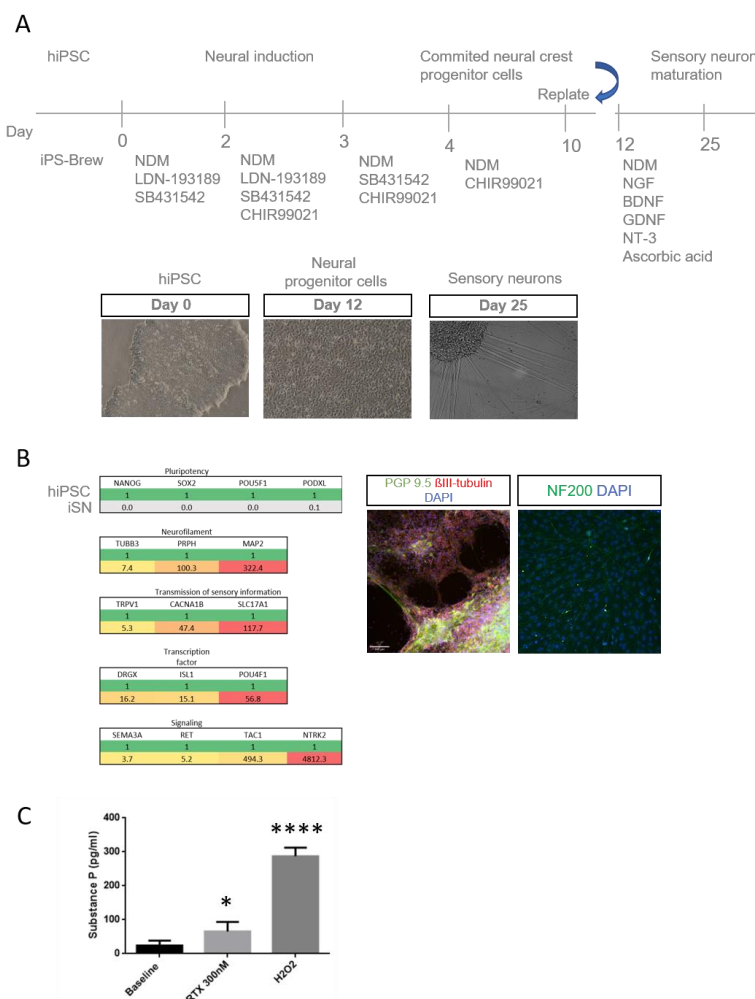 A
hiPSC
Neural induction
Commited neural crest
progenitor cells
Sensory neuron
maturation
Replate
Day
0
2
3
4
10
12
25
iPS-Brew
NDM
LDN-193189
SB431542
NDM
LDN-193189
SB431542
CHIR99021
NDM
SB431542
CHIR99021
NDM
CHIR99021
NDM
NGF
BDNF
GDNF
NT-3
Ascorbic acid
hiPSC
Neural
progenitor cells
Sensory neurons
Day 0
Day 12
Day 25
B
Pluripotency
NANOG SOX2 POU5F1 PODXL
hiPSC 1 1 1 1
iSN 0.0 0.0 0.0 0.1
Neurofilament
TUBB3 PRPH MAP2
1 1 1
7.4 100.3 322.4
Transmission of sensory information
TRPV1 CACNA1B SLC17A1
1 1 1
5.3 47.4 117.7
Transcription
factor
DRGX ISL1 POU4F1
1 1 1
16.2 15.1 56.8
Signaling
SEMA3A RET TAC1 NTRK2
1 1 1 1
3.7 5.2 494.3 4812.3
PGP 9.5 ßIII-tubulin
DAPI
NF200 DAPI
C
Substance P (pg/ml)
400
300
200
100
0
*
****
Baseline
RTX 300nM
H2O2